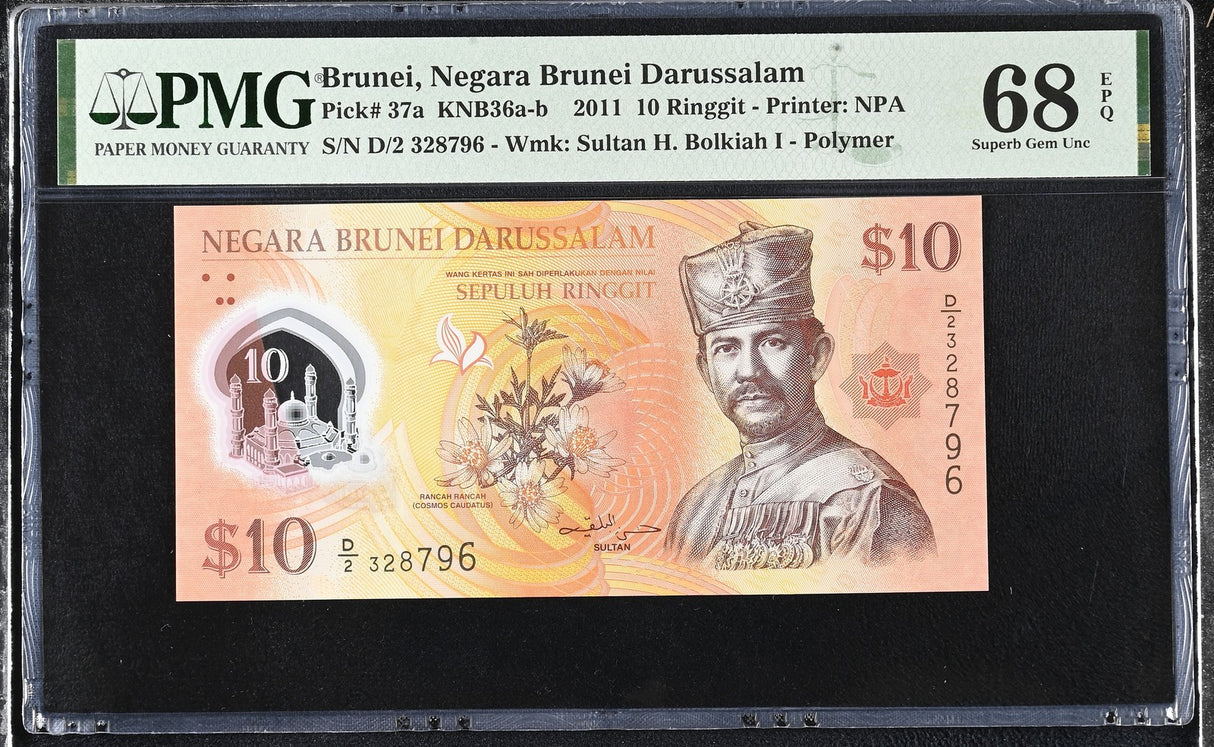 PMG®
PAPER MONEY GUARANTY
Brunei, Negara Brunei Darussalam
Pick# 37a KNB36a-b 2011 10 Ringgit - Printer: NPA
S/N D/2 328796 - Wmk: Sultan H. Bolkiah I - Polymer
68
EPQ
Superb Gem Unc
NEGARA BRUNEI DARUSSALAM
$10
WANG KERTAS INI SAH DIPERLAKUKAN DENGAN NILAI
SEPULUH RINGGIT
D/2 328796
10
RANCAH RANCAH
(COSMOS CAUDATUS)
حسن البلقيه
SULTAN
$10
D/2 328796